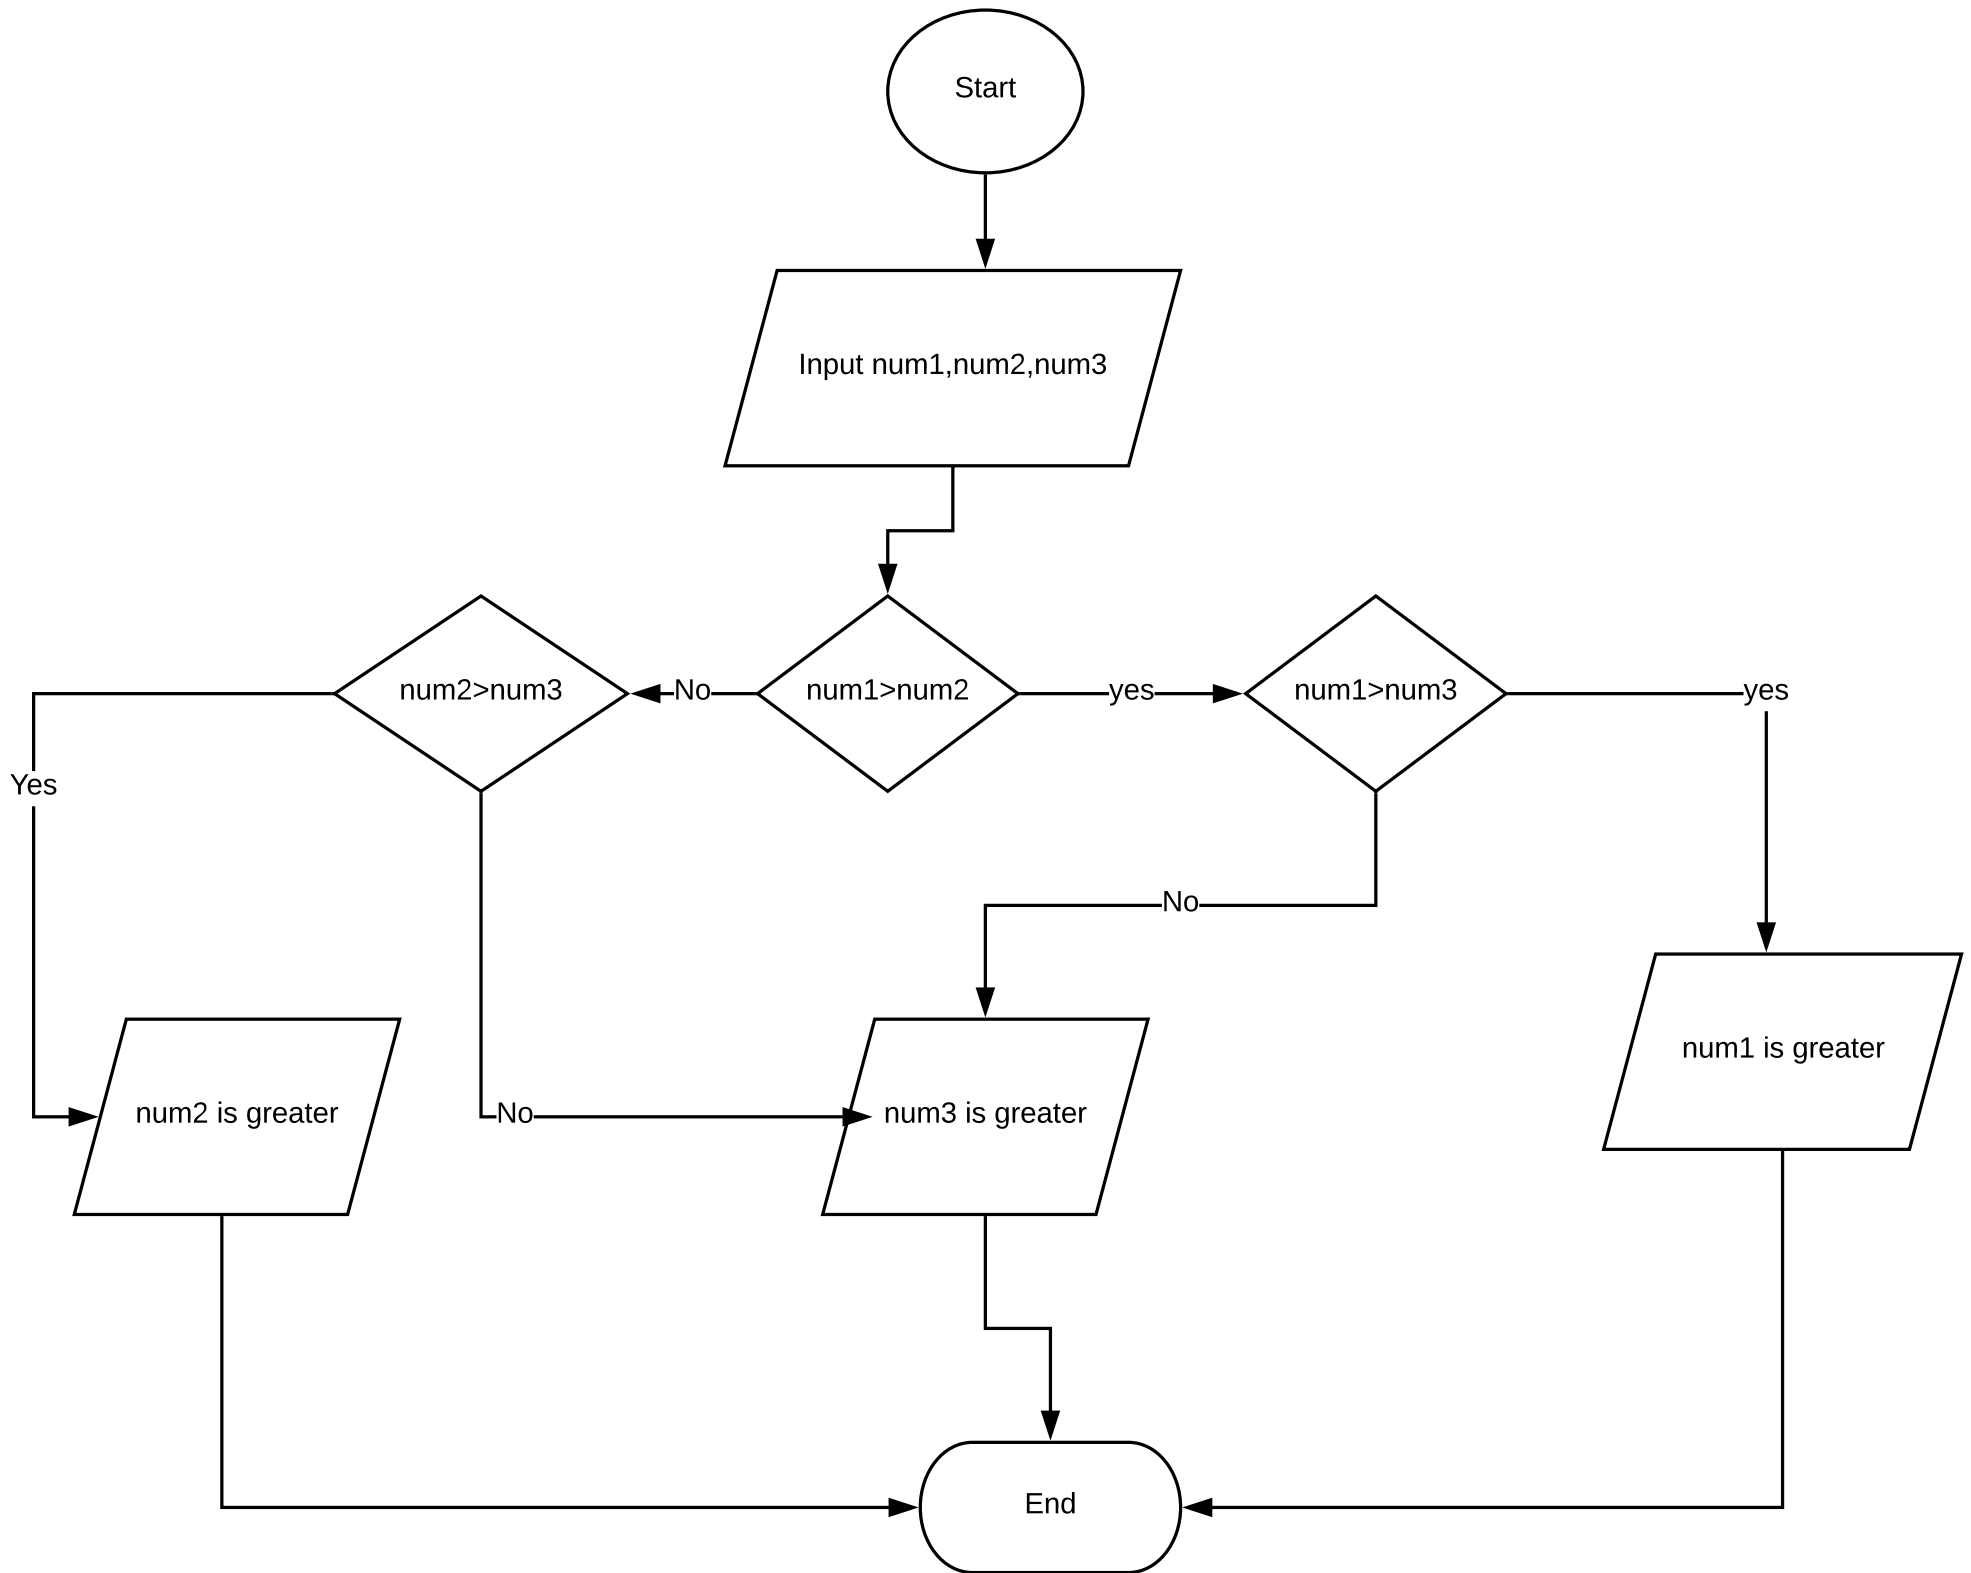 Start
Input num1,num2,num3
num2>num3
No
num1>num2
yes
num1>num3
yes
Yes
No
num1 is greater
num2 is greater
No
num3 is greater
End